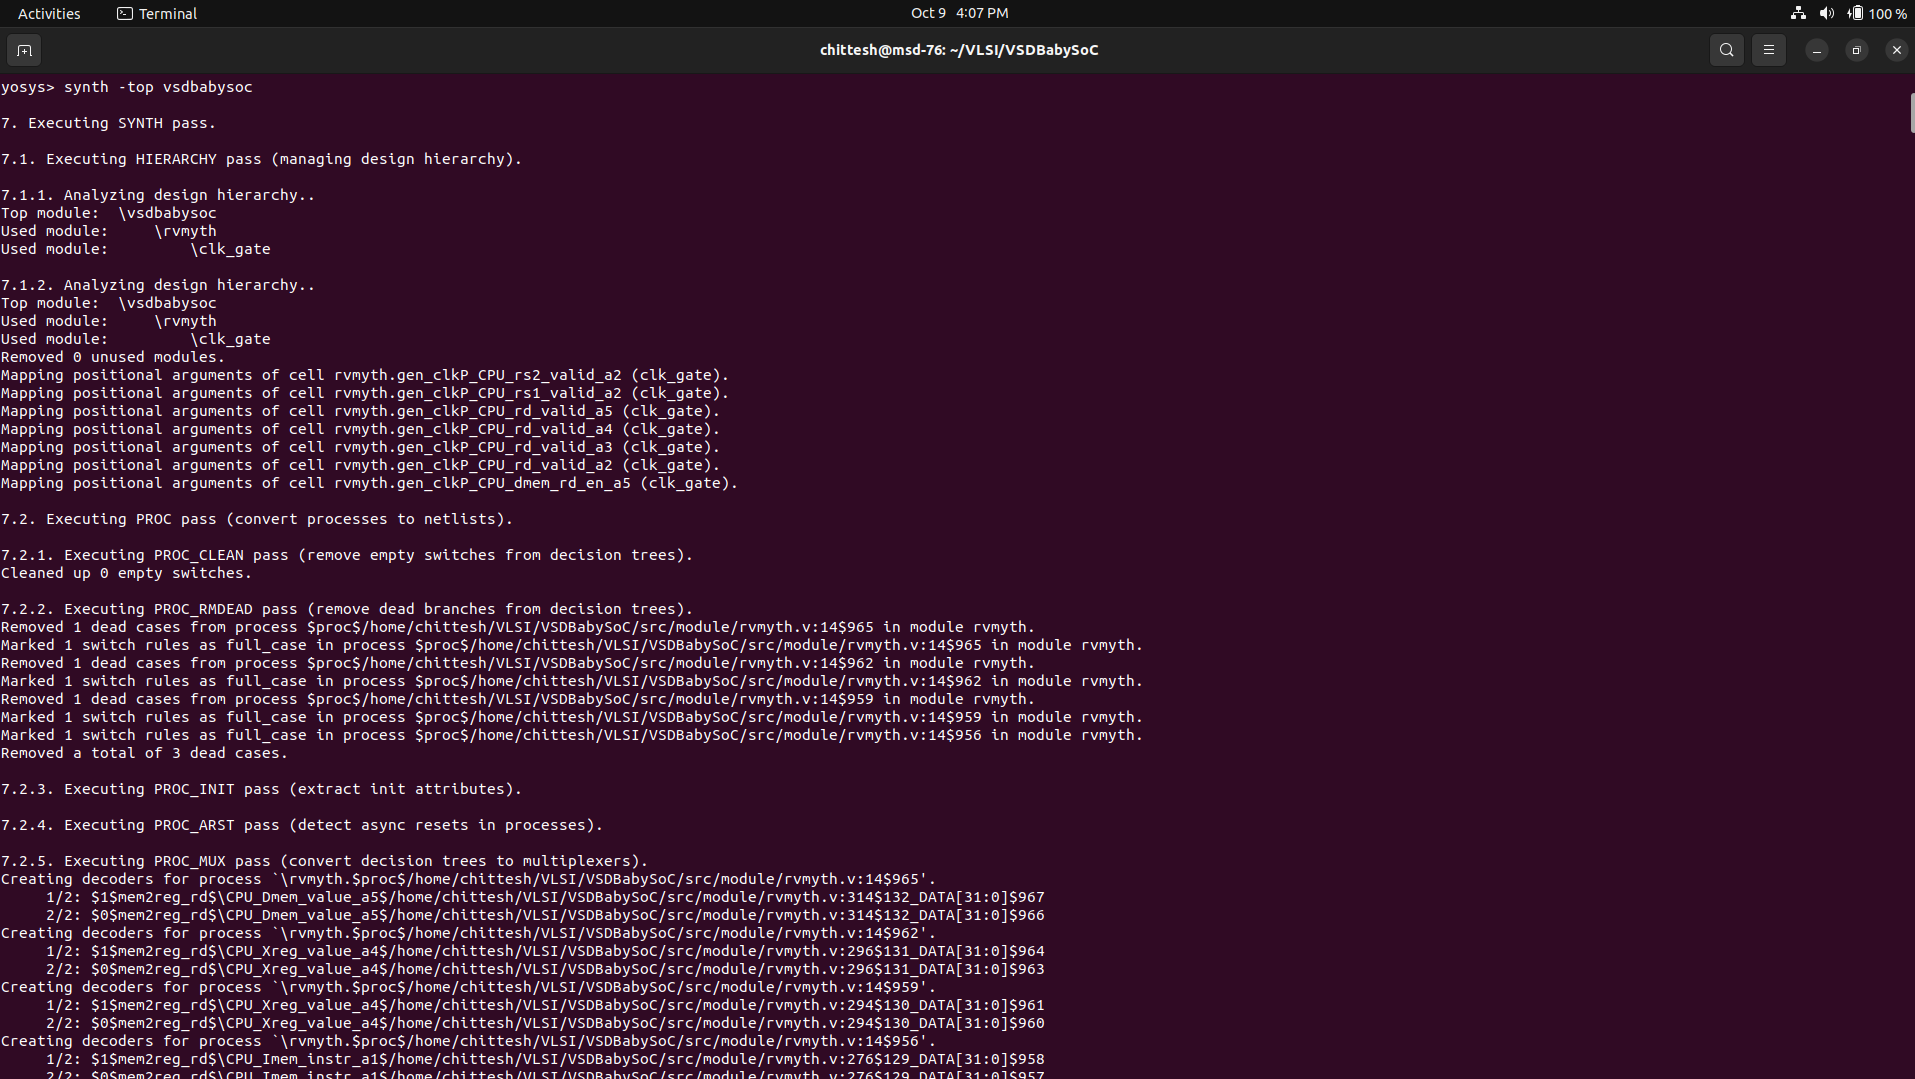 Activities
Terminal
Oct 9 4:07 PM
100 %
chittesh@msd-76: ~/VLSI/VSDBabySoC
yosys> synth -top vsdbabysoc
7. Executing SYNTH pass.
7.1. Executing HIERARCHY pass (managing design hierarchy).
7.1.1. Analyzing design hierarchy..
Top module:  \vsdbabysoc
Used module:     \rvmyth
Used module:         \clk_gate
7.1.2. Analyzing design hierarchy..
Top module:  \vsdbabysoc
Used module:     \rvmyth
Used module:         \clk_gate
Removed 0 unused modules.
Mapping positional arguments of cell rvmyth.gen_clkP_CPU_rs2_valid_a2 (clk_gate).
Mapping positional arguments of cell rvmyth.gen_clkP_CPU_rs1_valid_a2 (clk_gate).
Mapping positional arguments of cell rvmyth.gen_clkP_CPU_rd_valid_a5 (clk_gate).
Mapping positional arguments of cell rvmyth.gen_clkP_CPU_rd_valid_a4 (clk_gate).
Mapping positional arguments of cell rvmyth.gen_clkP_CPU_rd_valid_a3 (clk_gate).
Mapping positional arguments of cell rvmyth.gen_clkP_CPU_rd_valid_a2 (clk_gate).
Mapping positional arguments of cell rvmyth.gen_clkP_CPU_dmem_rd_en_a5 (clk_gate).
7.2. Executing PROC pass (convert processes to netlists).
7.2.1. Executing PROC_CLEAN pass (remove empty switches from decision trees).
Cleaned up 0 empty switches.
7.2.2. Executing PROC_RMDEAD pass (remove dead branches from decision trees).
Removed 1 dead cases from process $proc$/home/chittesh/VLSI/VSDBabySoC/src/module/rvmyth.v:14$965 in module rvmyth.
Marked 1 switch rules as full_case in process $proc$/home/chittesh/VLSI/VSDBabySoC/src/module/rvmyth.v:14$965 in module rvmyth.
Removed 1 dead cases from process $proc$/home/chittesh/VLSI/VSDBabySoC/src/module/rvmyth.v:14$962 in module rvmyth.
Marked 1 switch rules as full_case in process $proc$/home/chittesh/VLSI/VSDBabySoC/src/module/rvmyth.v:14$962 in module rvmyth.
Removed 1 dead cases from process $proc$/home/chittesh/VLSI/VSDBabySoC/src/module/rvmyth.v:14$959 in module rvmyth.
Marked 1 switch rules as full_case in process $proc$/home/chittesh/VLSI/VSDBabySoC/src/module/rvmyth.v:14$959 in module rvmyth.
Marked 1 switch rules as full_case in process $proc$/home/chittesh/VLSI/VSDBabySoC/src/module/rvmyth.v:14$956 in module rvmyth.
Removed a total of 3 dead cases.
7.2.3. Executing PROC_INIT pass (extract init attributes).
7.2.4. Executing PROC_ARST pass (detect async resets in processes).
7.2.5. Executing PROC_MUX pass (convert decision trees to multiplexers).
Creating decoders for process `\rvmyth.$proc$/home/chittesh/VLSI/VSDBabySoC/src/module/rvmyth.v:14$965'.
     1/2: $1$mem2reg_rd$\CPU_Dmem_value_a5$/home/chittesh/VLSI/VSDBabySoC/src/module/rvmyth.v:314$132_DATA[31:0]$967
     2/2: $0$mem2reg_rd$\CPU_Dmem_value_a5$/home/chittesh/VLSI/VSDBabySoC/src/module/rvmyth.v:314$132_DATA[31:0]$966
Creating decoders for process `\rvmyth.$proc$/home/chittesh/VLSI/VSDBabySoC/src/module/rvmyth.v:14$962'.
     1/2: $1$mem2reg_rd$\CPU_Xreg_value_a4$/home/chittesh/VLSI/VSDBabySoC/src/module/rvmyth.v:296$131_DATA[31:0]$964
     2/2: $0$mem2reg_rd$\CPU_Xreg_value_a4$/home/chittesh/VLSI/VSDBabySoC/src/module/rvmyth.v:296$131_DATA[31:0]$963
Creating decoders for process `\rvmyth.$proc$/home/chittesh/VLSI/VSDBabySoC/src/module/rvmyth.v:14$959'.
     1/2: $1$mem2reg_rd$\CPU_Xreg_value_a4$/home/chittesh/VLSI/VSDBabySoC/src/module/rvmyth.v:294$130_DATA[31:0]$961
     2/2: $0$mem2reg_rd$\CPU_Xreg_value_a4$/home/chittesh/VLSI/VSDBabySoC/src/module/rvmyth.v:294$130_DATA[31:0]$960
Creating decoders for process `\rvmyth.$proc$/home/chittesh/VLSI/VSDBabySoC/src/module/rvmyth.v:14$956'.
     1/2: $1$mem2reg_rd$\CPU_Imem_instr_a1$/home/chittesh/VLSI/VSDBabySoC/src/module/rvmyth.v:276$129_DATA[31:0]$958
     2/2: $0$mem2reg_rd$\CPU_Imem_instr_a1$/home/chittesh/VLSI/VSDBabySoC/src/module/rvmyth.v:276$129_DATA[31:0]$957